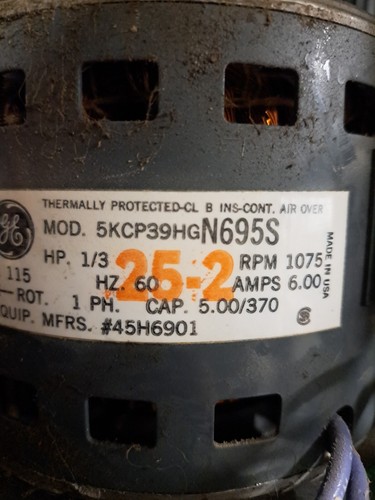 THERMALLY PROTECTED-CL B INS-CONT. AIR OVER
GE
MOD. 5KCP39HGN695S
HP. 1/3 25-2 RPM 1075
115 HZ. 60 AMPS 6.00
ROT. 1 PH. CAP. 5.00/370
QUIP. MFRS. #45H6901
MADE IN USA